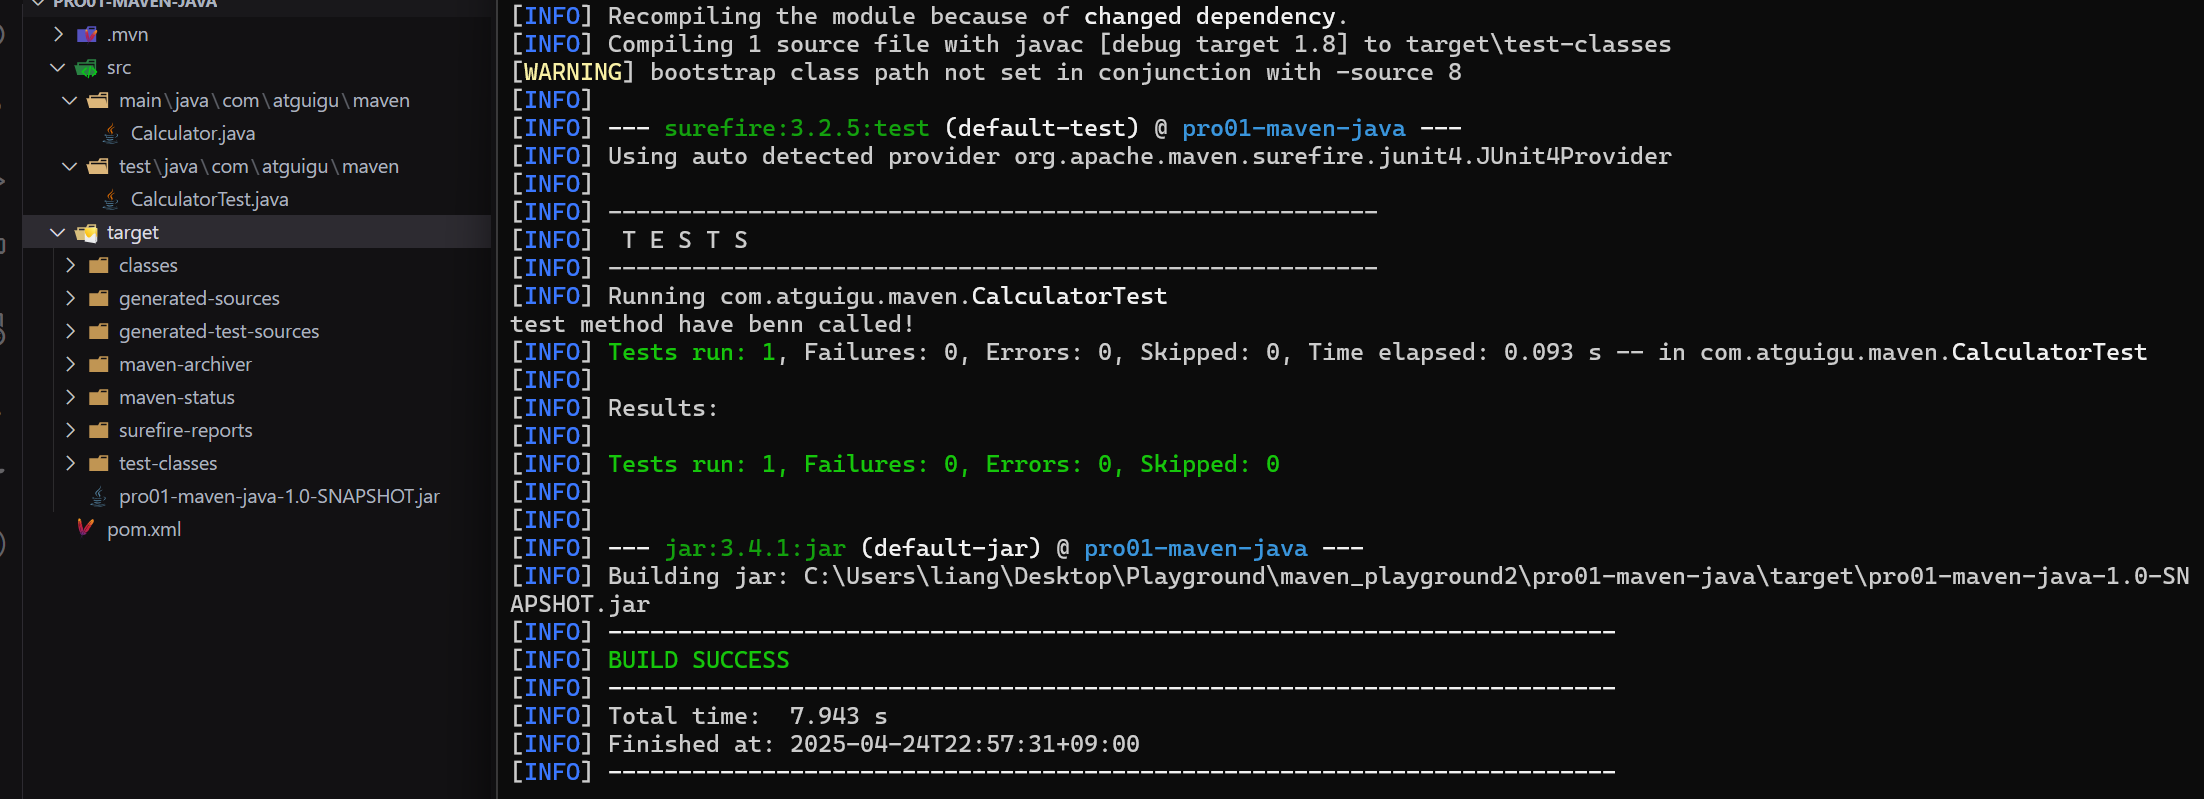 PRO01-MAVEN-JAVA
.mvn
src
main\java\com\atguigu\maven
Calculator.java
test\java\com\atguigu\maven
CalculatorTest.java
target
classes
generated-sources
generated-test-sources
maven-archiver
maven-status
surefire-reports
test-classes
pro01-maven-java-1.0-SNAPSHOT.jar
pom.xml
[INFO] Recompiling the module because of changed dependency.
[INFO] Compiling 1 source file with javac [debug target 1.8] to target\test-classes
[WARNING] bootstrap class path not set in conjunction with -source 8
[INFO]
[INFO] --- surefire:3.2.5:test (default-test) @ pro01-maven-java ---
[INFO] Using auto detected provider org.apache.maven.surefire.junit4.JUnit4Provider
[INFO]
[INFO] -------------------------------------------------------
[INFO]  T E S T S
[INFO] -------------------------------------------------------
[INFO] Running com.atguigu.maven.CalculatorTest
test method have benn called!
[INFO] Tests run: 1, Failures: 0, Errors: 0, Skipped: 0, Time elapsed: 0.093 s -- in com.atguigu.maven.CalculatorTest
[INFO]
[INFO] Results:
[INFO]
[INFO] Tests run: 1, Failures: 0, Errors: 0, Skipped: 0
[INFO]
[INFO]
[INFO] --- jar:3.4.1:jar (default-jar) @ pro01-maven-java ---
[INFO] Building jar: C:\Users\liang\Desktop\Playground\maven_playground2\pro01-maven-java\target\pro01-maven-java-1.0-SN
APSHOT.jar
[INFO] ------------------------------------------------------------------------
[INFO] BUILD SUCCESS
[INFO] ------------------------------------------------------------------------
[INFO] Total time:  7.943 s
[INFO] Finished at: 2025-04-24T22:57:31+09:00
[INFO] ------------------------------------------------------------------------